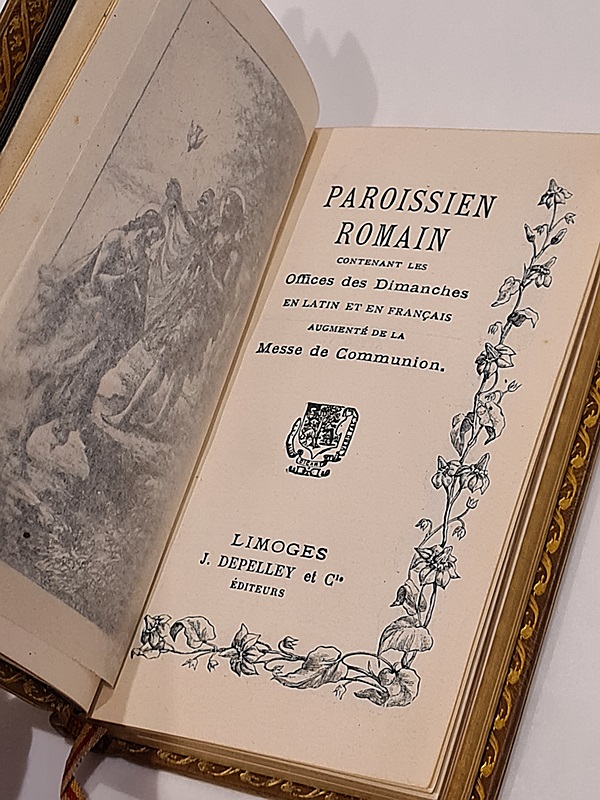 PAROISSIEN
ROMAIN
CONTENANT LES
Offices des Dimanches
EN LATIN ET EN FRANÇAIS
AUGMENTÉ DE LA
Messe de Communion.
LIMOGES
J. DEPELLEY et Cie
ÉDITEURS